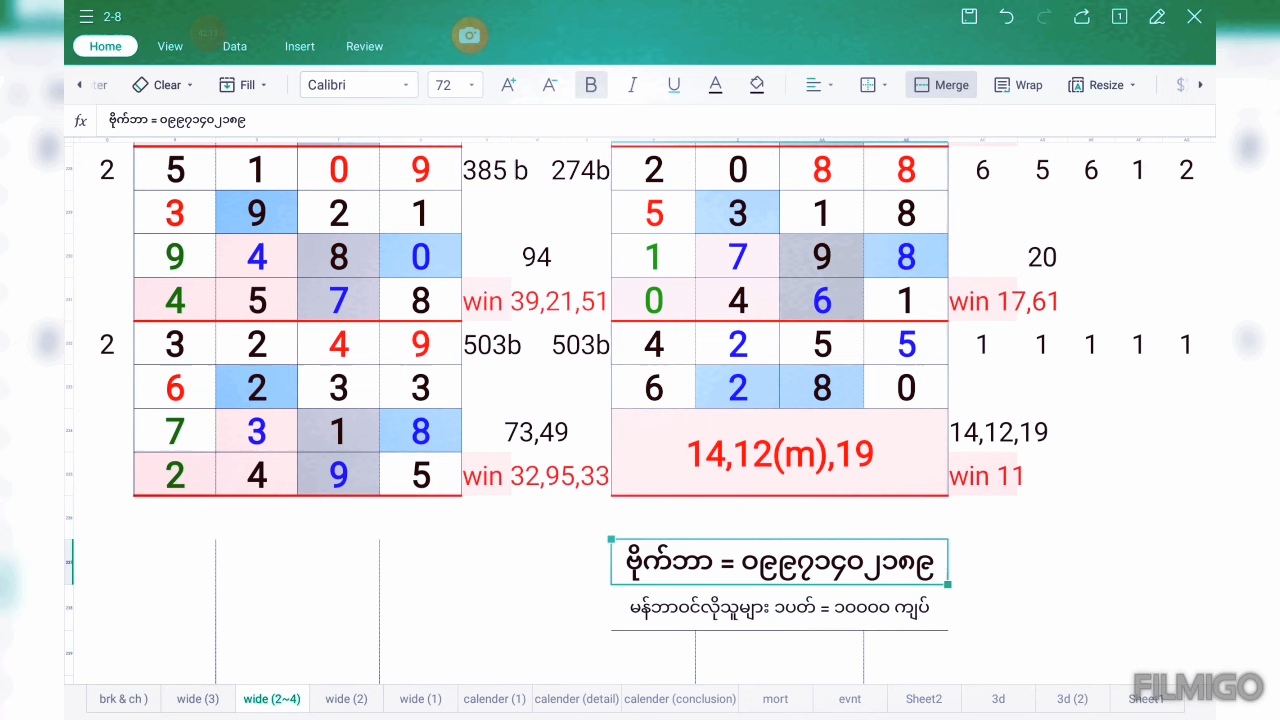 2-8
42:11
1
Home View Data Insert Review
ter Clear Fill Calibri 72 A+ A- B I U A Merge Wrap Resize $
fx ဗိုက်ဘာ = ၀၉၉၇၁၄၀၂၁၈၉
2 5 1 0 9 385 b 274b 2 0 8 8 6 5 6 1 2
3 9 2 1 5 3 1 8
9 4 8 0 94 1 7 9 8 20
4 5 7 8 win 39,21,51 0 4 6 1 win 17,61
2 3 2 4 9 503b 503b 4 2 5 5 1 1 1 1 1
6 2 3 3 6 2 8 0
7 3 1 8 73,49 14,12(m),19 14,12,19
2 4 9 5 win 32,95,33 win 11
ဗိုက်ဘာ = ၀၉၉၇၁၄၀၂၁၈၉
မန်ဘာဝင်လိုသူများ ၁ပတ် = ၁၀၀၀၀ ကျပ်
brk & ch ) wide (3) wide (2~4) wide (2) wide (1) calender (1) calender (detail) calender (conclusion) mort evnt Sheet2 3d 3d (2) Sheet1
FILMIGO